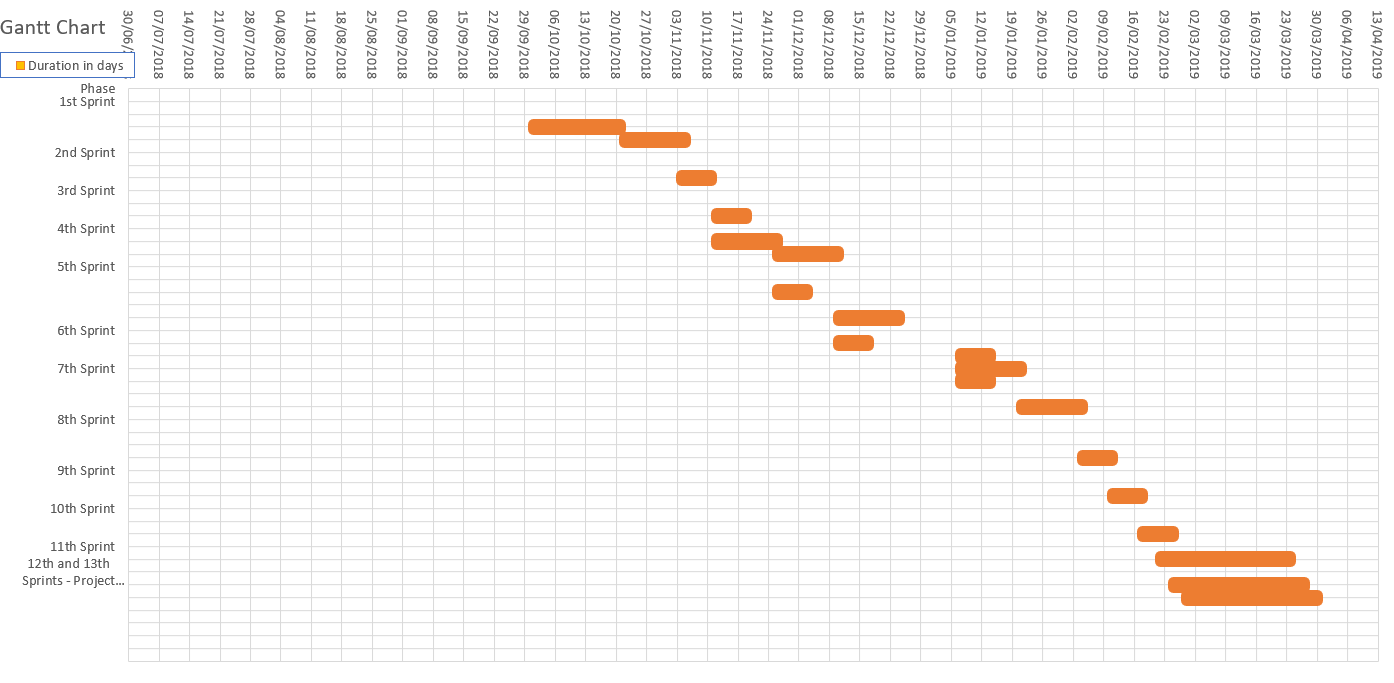 Gantt Chart
Duration in days
30/06/
07/07/2018
14/07/2018
21/07/2018
28/07/2018
04/08/2018
11/08/2018
18/08/2018
25/08/2018
01/09/2018
08/09/2018
15/09/2018
22/09/2018
29/09/2018
06/10/2018
13/10/2018
20/10/2018
27/10/2018
03/11/2018
10/11/2018
17/11/2018
24/11/2018
01/12/2018
08/12/2018
15/12/2018
22/12/2018
29/12/2018
05/01/2019
12/01/2019
19/01/2019
26/01/2019
02/02/2019
09/02/2019
16/02/2019
23/02/2019
02/03/2019
09/03/2019
16/03/2019
23/03/2019
30/03/2019
06/04/2019
13/04/2019
Phase
1st Sprint
2nd Sprint
3rd Sprint
4th Sprint
5th Sprint
6th Sprint
7th Sprint
8th Sprint
9th Sprint
10th Sprint
11th Sprint
12th and 13th
Sprints - Project...